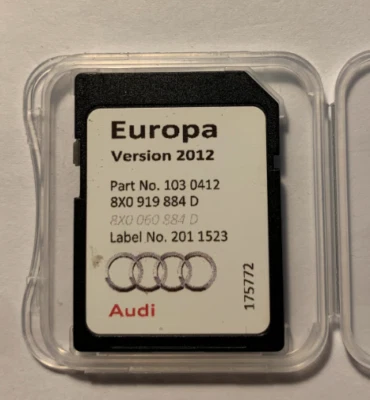 Europa
Version 2012
Part No. 103 0412
8X0 919 884 D
8X0 060 884 D
Label No. 201 1523
Audi
175772